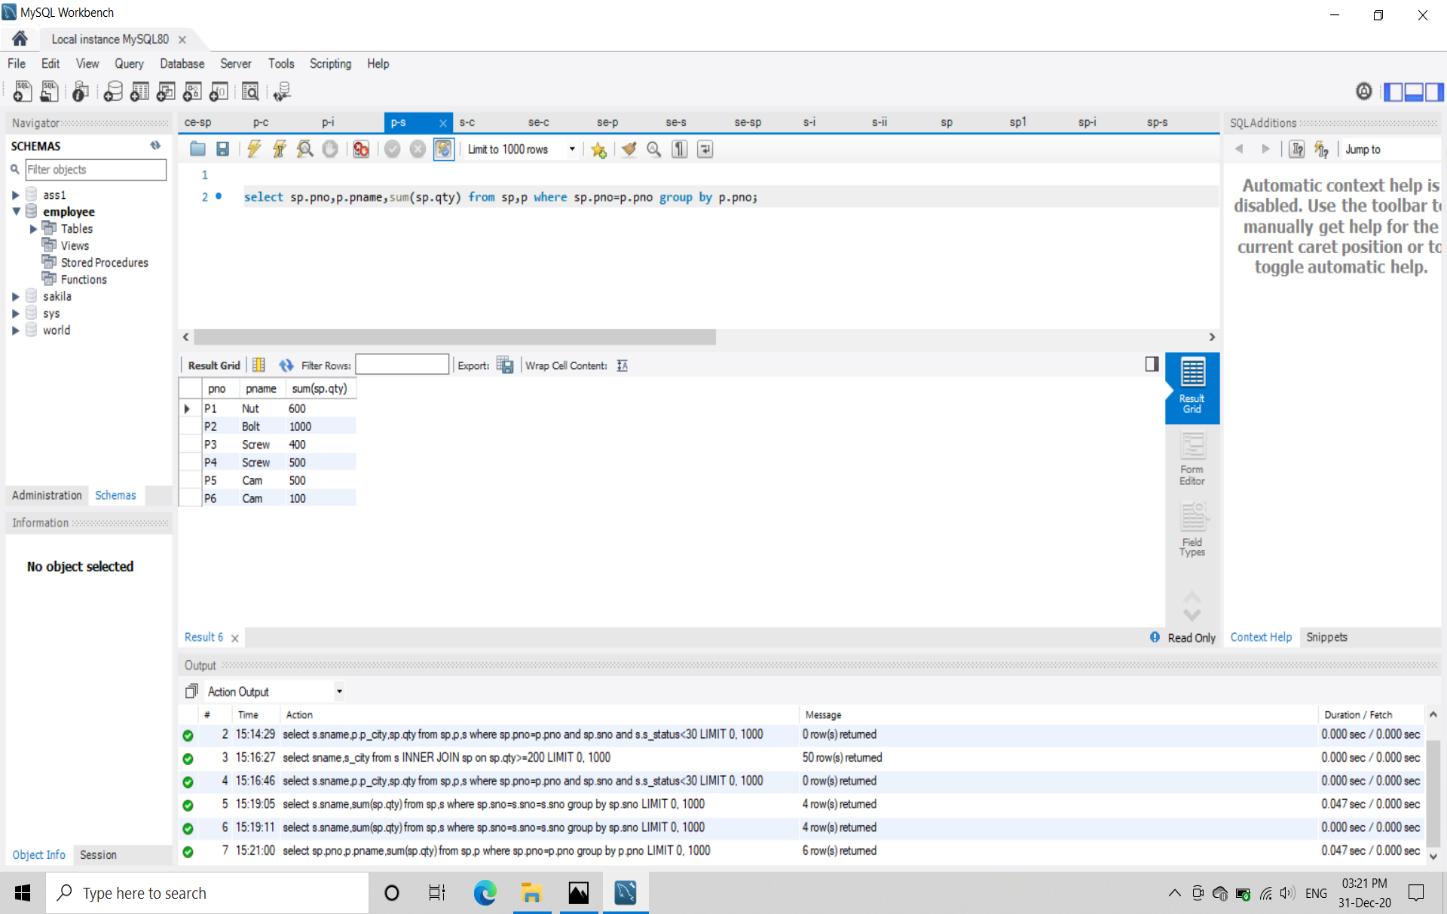 MySQL Workbench
Local instance MySQL80
File Edit View Query Database Server Tools Scripting Help
Navigator
SCHEMAS
Filter objects
ass1
employee
Tables
Views
Stored Procedures
Functions
sakila
sys
world
Administration Schemas
Information
No object selected
Object Info Session
ce-sp p-c p-i p-s s-c se-c se-p se-s se-sp s-i s-ii sp sp1 sp-i sp-s
Limit to 1000 rows
1
2 select sp.pno,p.pname,sum(sp.qty) from sp,p where sp.pno=p.pno group by p.pno;
Result Grid Filter Rows: Export: Wrap Cell Content:
pno pname sum(sp.qty)
P1 Nut 600
P2 Bolt 1000
P3 Screw 400
P4 Screw 500
P5 Cam 500
P6 Cam 100
Result
Grid
Form
Editor
Field
Types
Result 6
Read Only
SQLAdditions
Jump to
Automatic context help is
disabled. Use the toolbar to
manually get help for the
current caret position or to
toggle automatic help.
Context Help Snippets
Output
Action Output
# Time Action Message Duration / Fetch
2 15:14:29 select s.sname,p.p_city,sp.qty from sp,p,s where sp.pno=p.pno and sp.sno and s.s_status<30 LIMIT 0, 1000 0 row(s) returned 0.000 sec / 0.000 sec
3 15:16:27 select sname,s_city from s INNER JOIN sp on sp.qty>=200 LIMIT 0, 1000 50 row(s) returned 0.000 sec / 0.000 sec
4 15:16:46 select s.sname,p.p_city,sp.qty from sp,p,s where sp.pno=p.pno and sp.sno and s.s_status<30 LIMIT 0, 1000 0 row(s) returned 0.000 sec / 0.000 sec
5 15:19:05 select s.sname,sum(sp.qty) from sp,s where sp.sno=s.sno=s.sno group by sp.sno LIMIT 0, 1000 4 row(s) returned 0.047 sec / 0.000 sec
6 15:19:11 select s.sname,sum(sp.qty) from sp,s where sp.sno=s.sno=s.sno group by sp.sno LIMIT 0, 1000 4 row(s) returned 0.000 sec / 0.000 sec
7 15:21:00 select sp.pno,p.pname,sum(sp.qty) from sp,p where sp.pno=p.pno group by p.pno LIMIT 0, 1000 6 row(s) returned 0.047 sec / 0.000 sec
Type here to search
ENG
03:21 PM
31-Dec-20